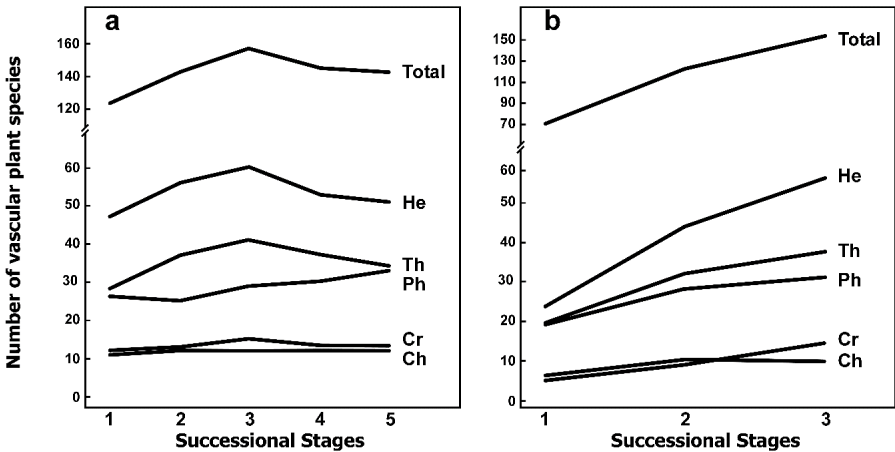 a
Number of vascular plant species
160
140
120
60
50
40
30
20
10
0
Total
He
Th
Ph
Cr
Ch
1 2 3 4 5
Successional Stages
b
150
130
110
90
70
60
50
40
30
20
10
0
Total
He
Th
Ph
Cr
Ch
1 2 3
Successional Stages